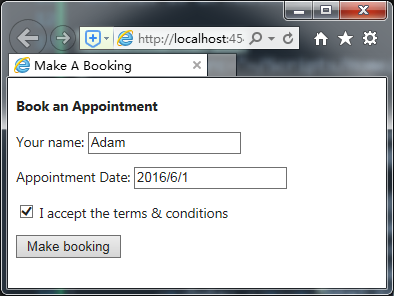 http://localhost:45
Make A Booking
Book an Appointment
Your name: Adam
Appointment Date: 2016/6/1
I accept the terms & conditions
Make booking